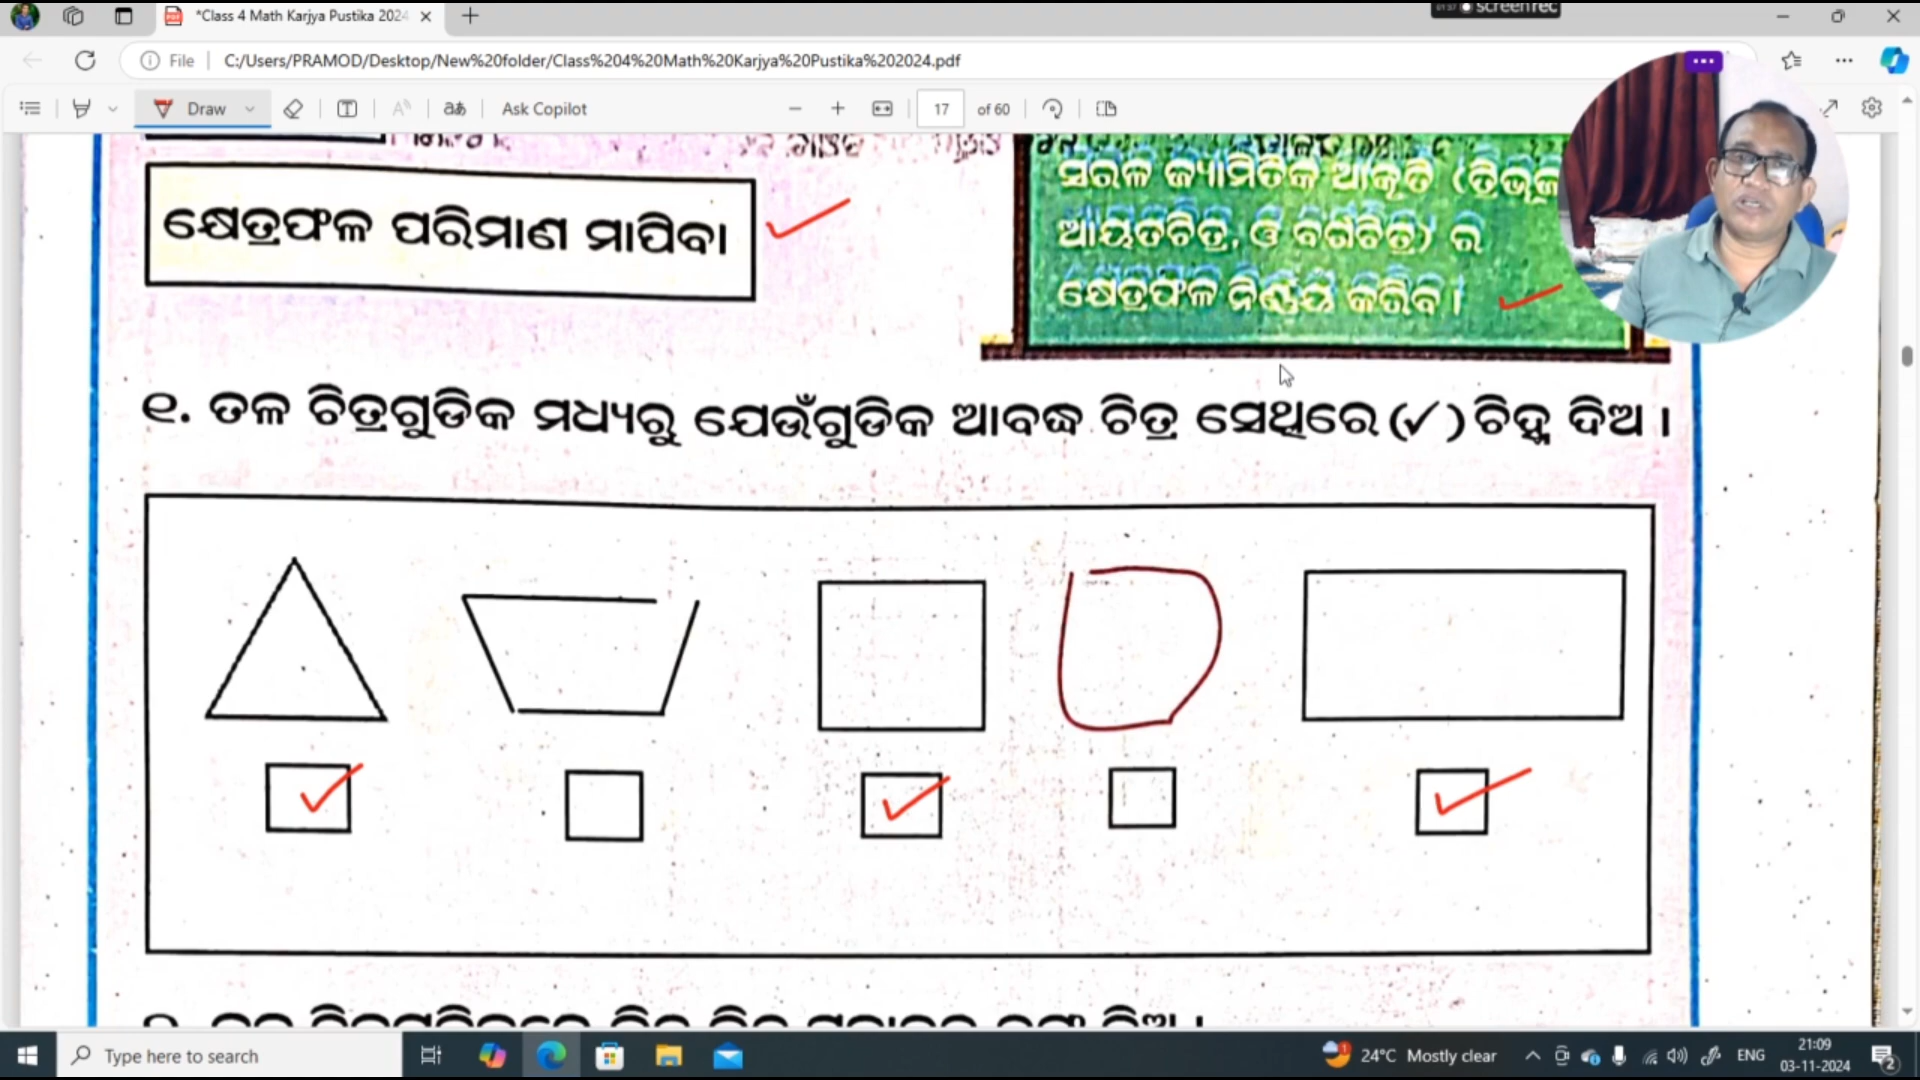 *Class 4 Math Karjya Pustika 2024
screenrec
File
C:/Users/PRAMOD/Desktop/New%20folder/Class%204%20Math%20Karjya%20Pustika%202024.pdf
Draw
Ask Copilot
17
of 60
କ୍ଷେତ୍ରଫଳ ପରିମାଣ ମାପିବା
ସରଳ ଜ୍ୟାମିତିକ ଆକୃତି (ତ୍ରିଭୂଜ
ଆୟତଚିତ୍ର, ଓ ବର୍ଗଚିତ୍ର) ର
କ୍ଷେତ୍ରଫଳ ନିର୍ଣ୍ଣୟ କରିବ ।
୧. ତଳ ଚିତ୍ରଗୁଡିକ ମଧ୍ୟରୁ ଯେଉଁଗୁଡିକ ଆବଦ୍ଧ ଚିତ୍ର ସେଥିରେ (✓) ଚିହ୍ନ ଦିଅ ।
Type here to search
24°C Mostly clear
ENG
21:09
03-11-2024
2